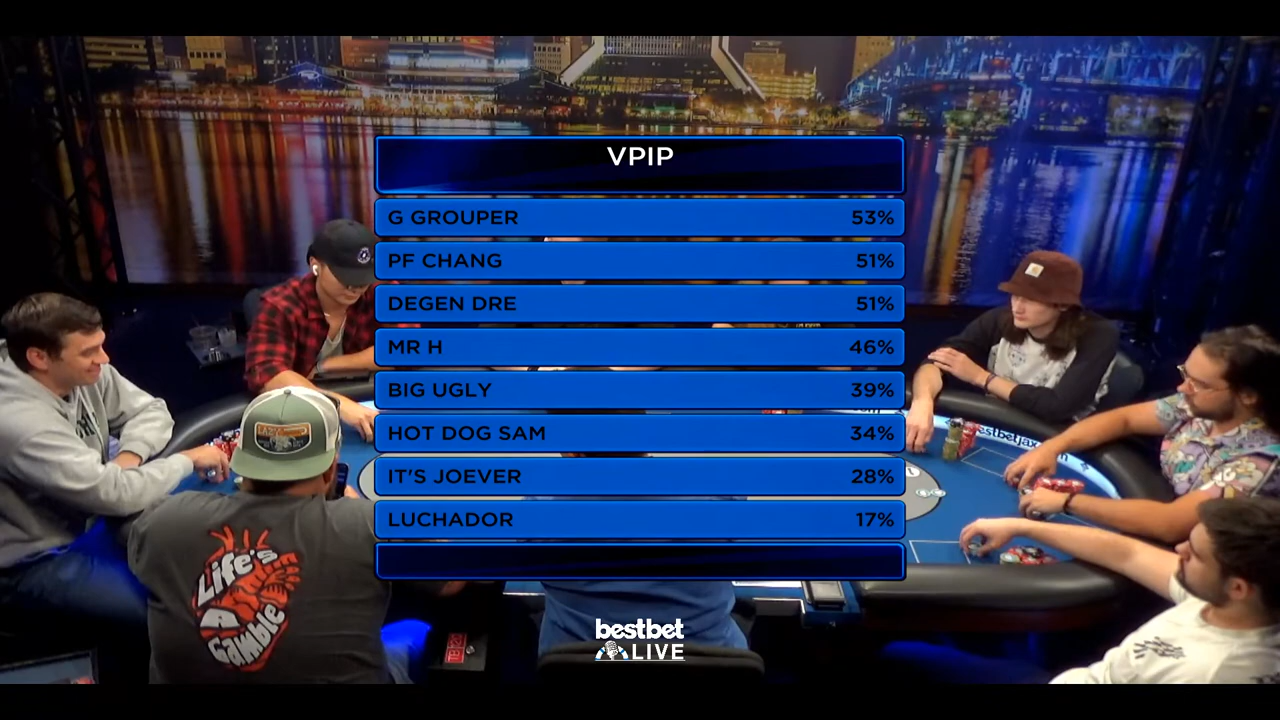 VPIP
G GROUPER 53%
PF CHANG 51%
DEGEN DRE 51%
MR H 46%
BIG UGLY 39%
HOT DOG SAM 34%
IT'S JOEVER 28%
LUCHADOR 17%
estbetjax
Life's
A
Gamble
bestbet
LIVE